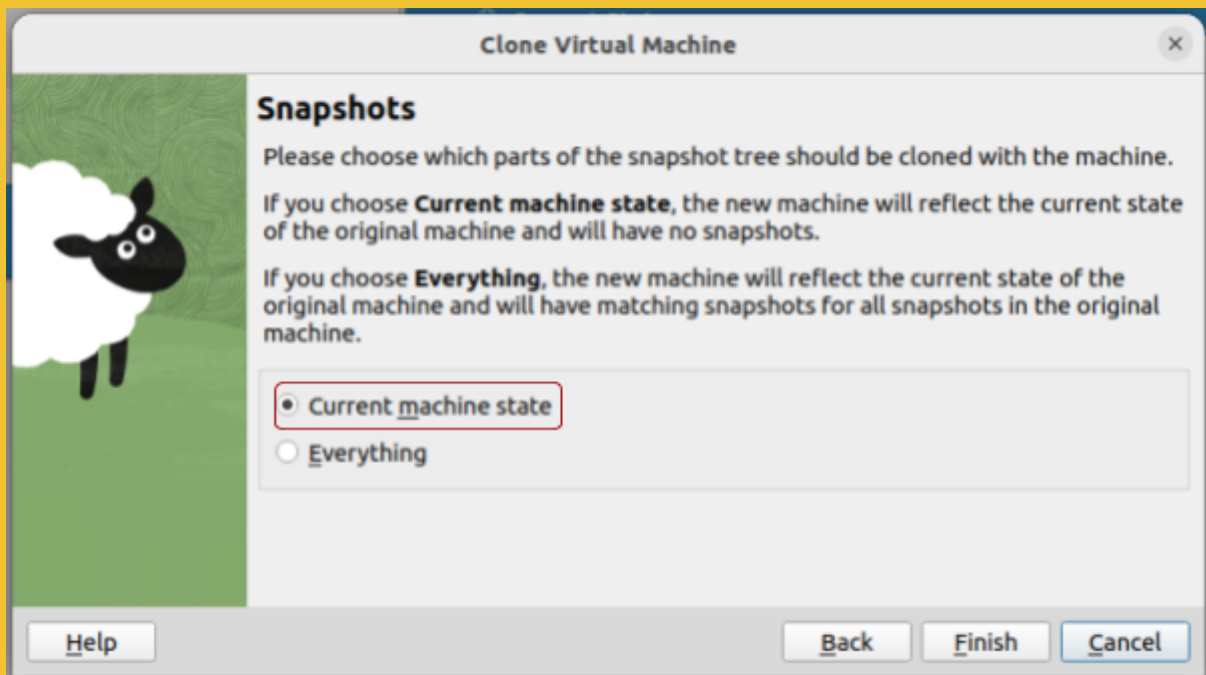 Clone Virtual Machine
Snapshots
Please choose which parts of the snapshot tree should be cloned with the machine.
If you choose Current machine state, the new machine will reflect the current state
of the original machine and will have no snapshots.
If you choose Everything, the new machine will reflect the current state of the
original machine and will have matching snapshots for all snapshots in the original
machine.
Current machine state
Everything
Help
Back
Finish
Cancel